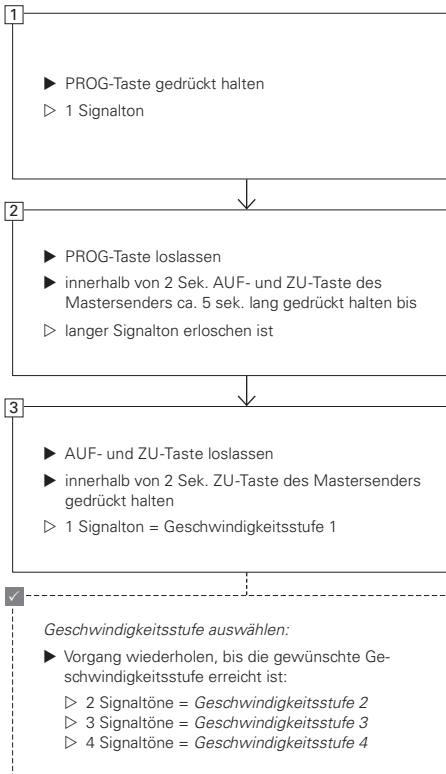 1
▶ PROG-Taste gedrückt halten
▷ 1 Signalton
2
▶ PROG-Taste loslassen
▶ innerhalb von 2 Sek. AUF- und ZU-Taste des
Mastersenders ca. 5 sek. lang gedrückt halten bis
▷ langer Signalton erloschen ist
3
▶ AUF- und ZU-Taste loslassen
▶ innerhalb von 2 Sek. ZU-Taste des Mastersenders
gedrückt halten
▷ 1 Signalton = Geschwindigkeitsstufe 1
✓
Geschwindigkeitsstufe auswählen:
▶ Vorgang wiederholen, bis die gewünschte Ge-
schwindigkeitsstufe erreicht ist:
▷ 2 Signaltöne = Geschwindigkeitsstufe 2
▷ 3 Signaltöne = Geschwindigkeitsstufe 3
▷ 4 Signaltöne = Geschwindigkeitsstufe 4